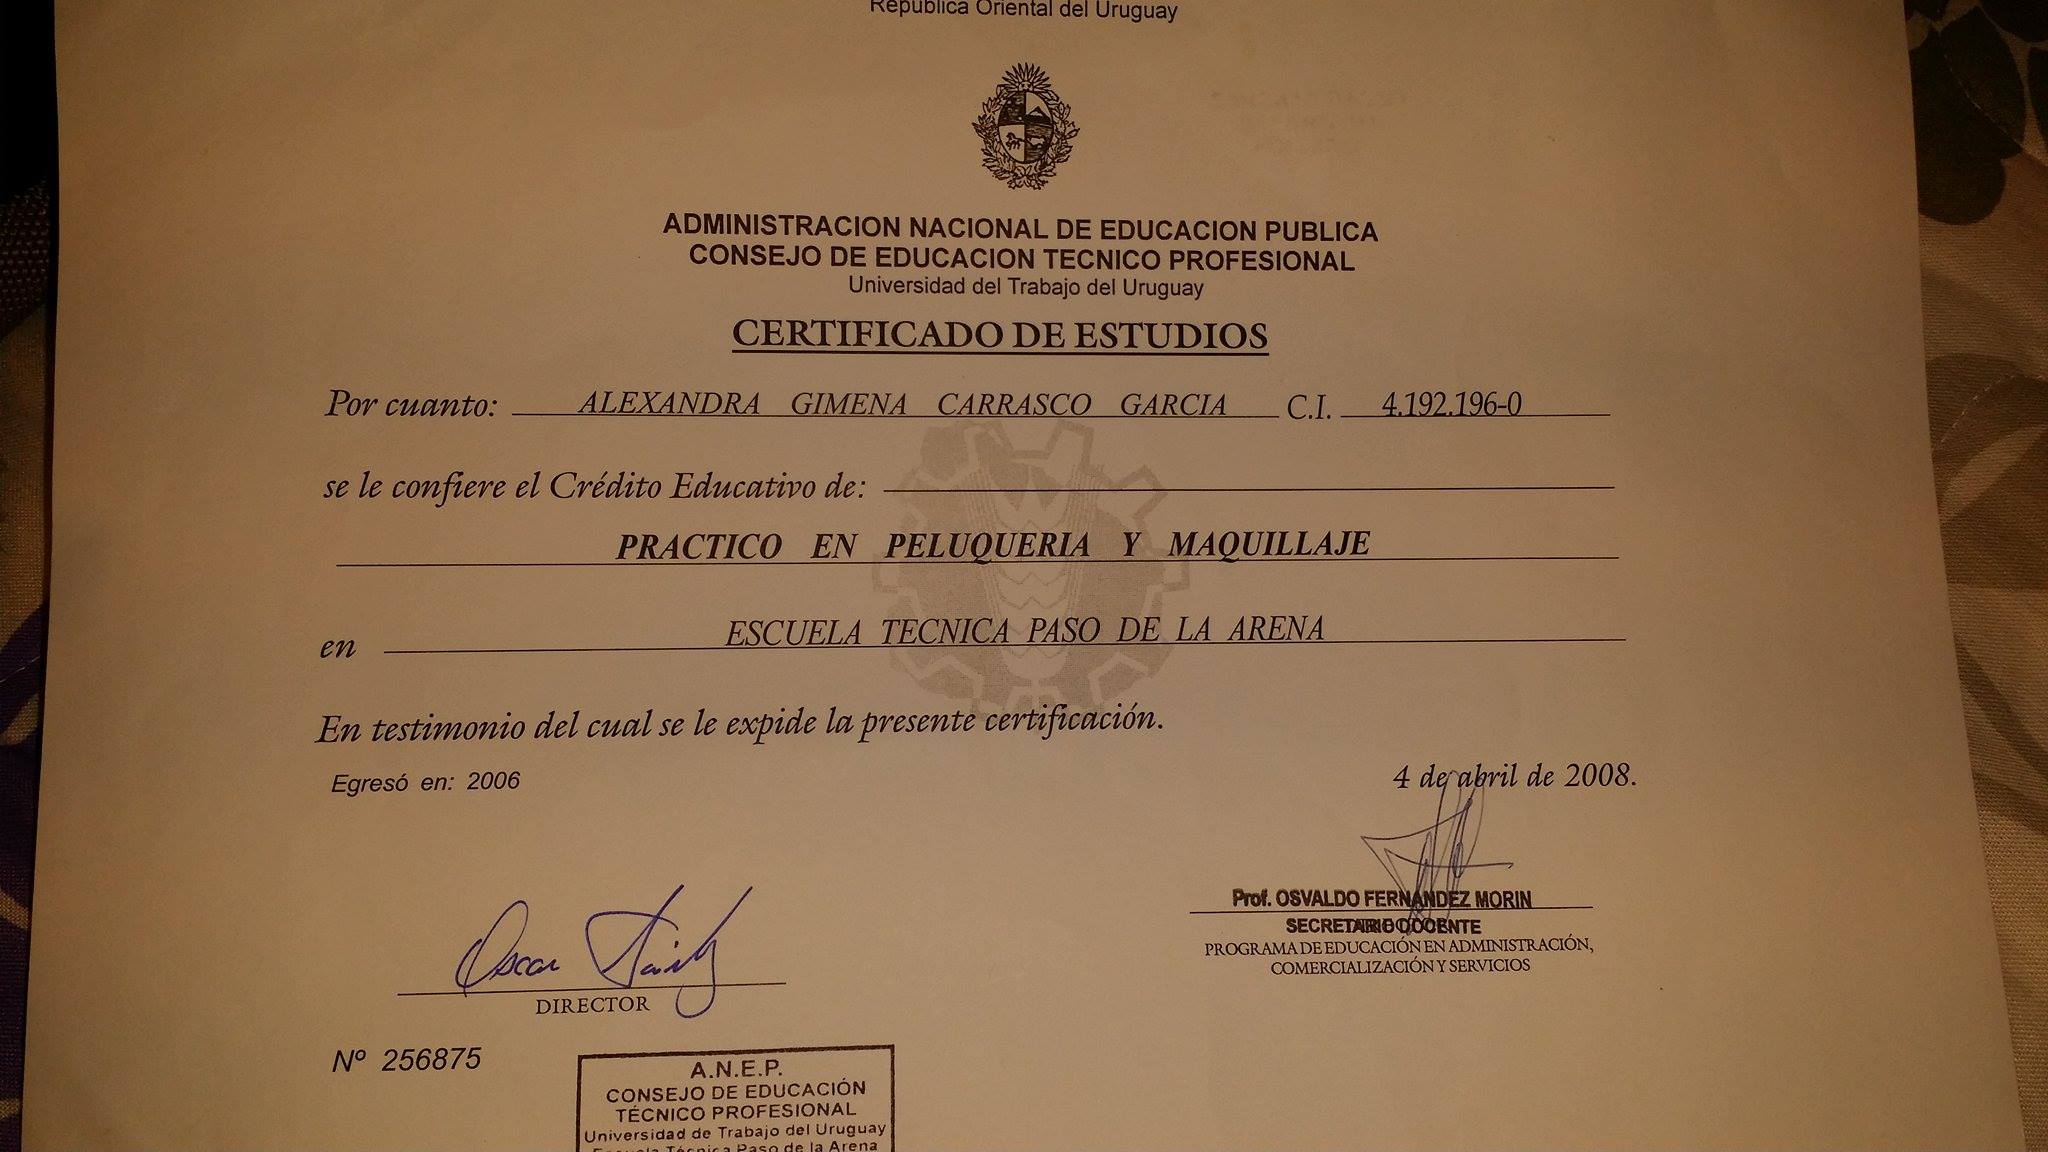 República Oriental del Uruguay
ADMINISTRACION NACIONAL DE EDUCACION PUBLICA
CONSEJO DE EDUCACION TECNICO PROFESIONAL
Universidad del Trabajo del Uruguay
CERTIFICADO DE ESTUDIOS
Por cuanto: ALEXANDRA GIMENA CARRASCO GARCIA C.I. 4.192.196-0
se le confiere el Crédito Educativo de:
PRACTICO EN PELUQUERIA Y MAQUILLAJE
en ESCUELA TECNICA PASO DE LA ARENA
En testimonio del cual se le expide la presente certificación.
Egresó en: 2006 4 de abril de 2008.
Oscar
DIRECTOR
Prof. OSVALDO FERNANDEZ MORIN
SECRETARIO DOCENTE
PROGRAMA DE EDUCACIÓN EN ADMINISTRACIÓN,
COMERCIALIZACIÓN Y SERVICIOS
Nº 256875
A.N.E.P.
CONSEJO DE EDUCACIÓN
TÉCNICO PROFESIONAL
Universidad de Trabajo del Uruguay
Escuela Técnica Paso de la Arena